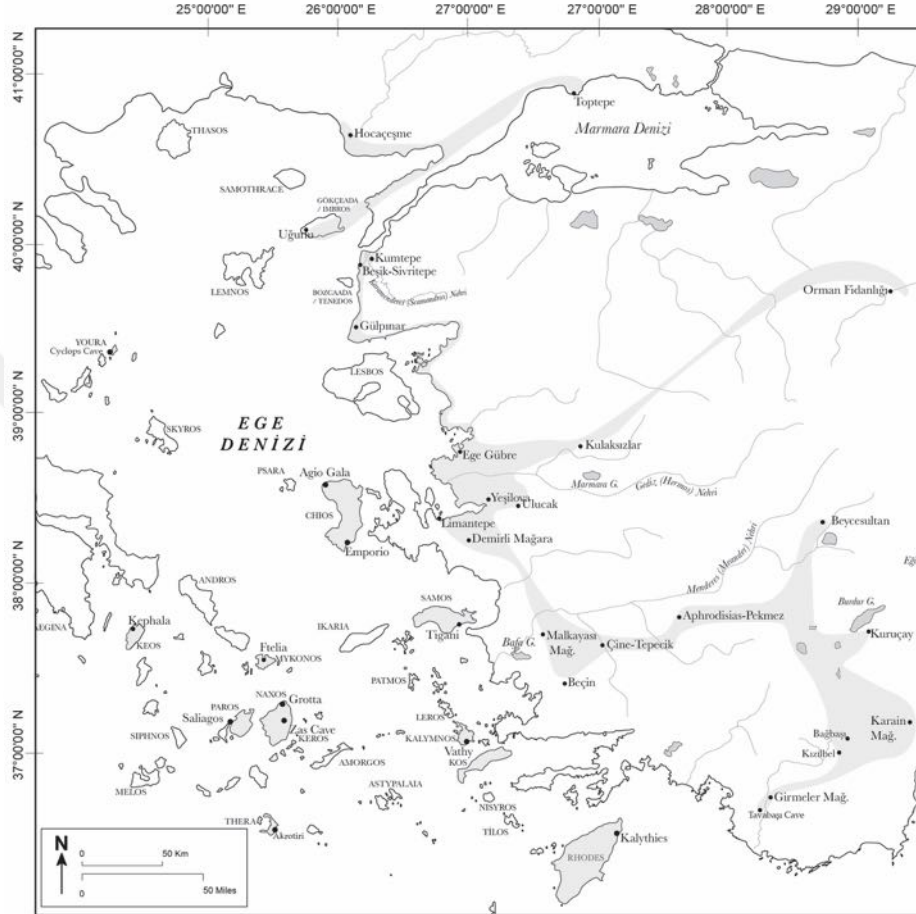 25°00'00" E
26°00'00" E
27°00'00" E
27°00'00" E
28°00'00" E
29°00'00" E
41°00'00" N
40°00'00" N
39°00'00" N
38°00'00" N
37°00'00" N
Toptepe
Marmara Denizi
Hocaçeşme
THASOS
SAMOTHRACE
GÖKÇEADA
/ IMBROS
Uğurlu
Kumtepe
Beşik-Sivritepe
LEMNOS
BOZCAADA
/ TENEDOS
Nehri
Orman Fidanlığı
Gülpınar
YOURA
Cyclops Cave
LESBOS
SKYROS
EGE
DENİZİ
Ege Gübre
Kulaksızlar
PSARA
Agio Gala
Marmara G.
Gediz (Hermos) Nehri
Yeşilova
Ulucak
CHIOS
Limantepe
Beycesultan
Emporio
Demirli Mağara
Menderes (Meander) Nehri
ANDROS
SAMOS
Aphrodisias-Pekmez
Burdur G.
AEGINA
Kephala
KEOS
IKARIA
Tigani
Bafa G.
Malkayası
Mağ.
Çine-Tepecik
Kuruçay
Ftelia
MYKONOS
PATMOS
Beçin
NAXOS
Grotta
PAROS
Saliagos
Zas Cave
KEROS
LEROS
KALYMNOS
Vathy
KOS
Karain
Mağ.
Bağbaşı
Kızılbel
SIPHNOS
AMORGOS
MELOS
ASTYPALAIA
NISYROS
Girmeler Mağ.
Tavabaşı Cave
THERA
Akrotiri
TİLOS
Kalythies
RHODES
N
0
50 Km
0
50 Miles